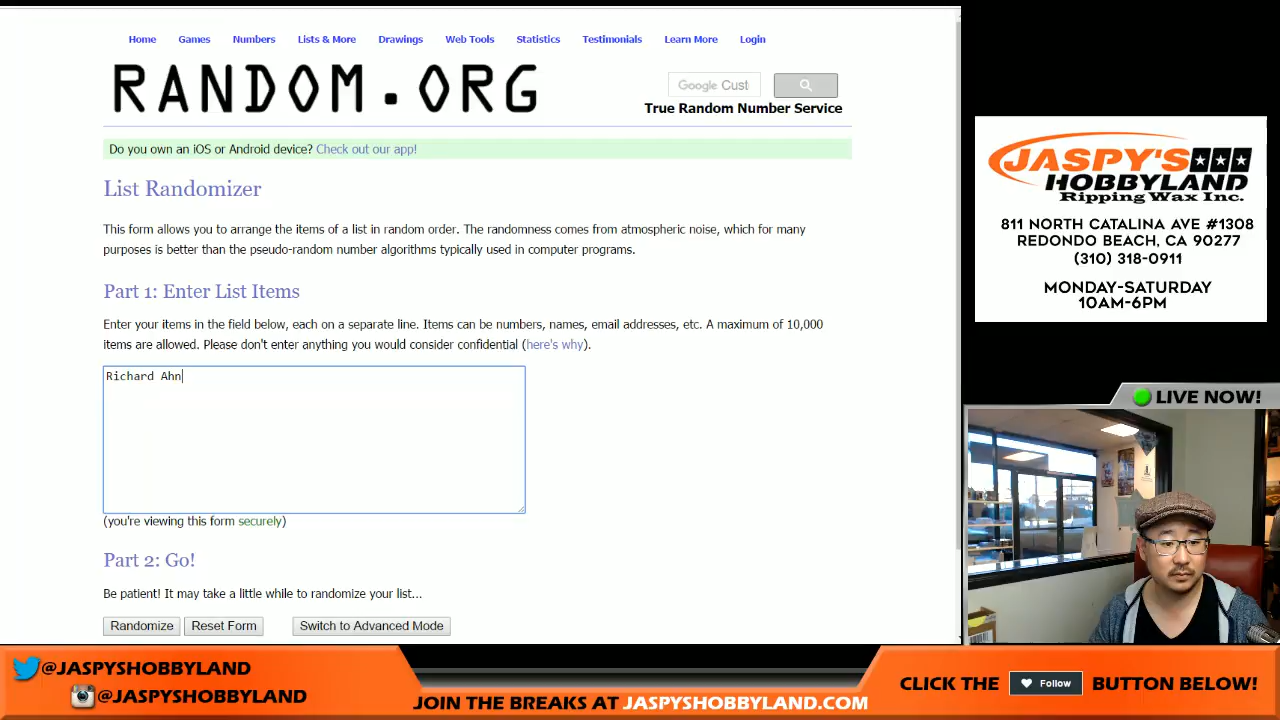 Home Games Numbers Lists & More Drawings Web Tools Statistics Testimonials Learn More Login
RANDOM.ORG
Google Cust
True Random Number Service
Do you own an iOS or Android device? Check out our app!
List Randomizer
This form allows you to arrange the items of a list in random order. The randomness comes from atmospheric noise, which for many
purposes is better than the pseudo-random number algorithms typically used in computer programs.
Part 1: Enter List Items
Enter your items in the field below, each on a separate line. Items can be numbers, names, email addresses, etc. A maximum of 10,000
items are allowed. Please don't enter anything you would consider confidential (here's why).
Richard Ahn
(you're viewing this form securely)
Part 2: Go!
Be patient! It may take a little while to randomize your list...
Randomize Reset Form Switch to Advanced Mode
JASPY'S
HOBBYLAND
Ripping Wax Inc.
811 NORTH CATALINA AVE #1308
REDONDO BEACH, CA 90277
(310) 318-0911
MONDAY-SATURDAY
10AM-6PM
LIVE NOW!
@JASPYSHOBBYLAND
@JASPYSHOBBYLAND
JOIN THE BREAKS AT JASPYSHOBBYLAND.COM
CLICK THE Follow BUTTON BELOW!